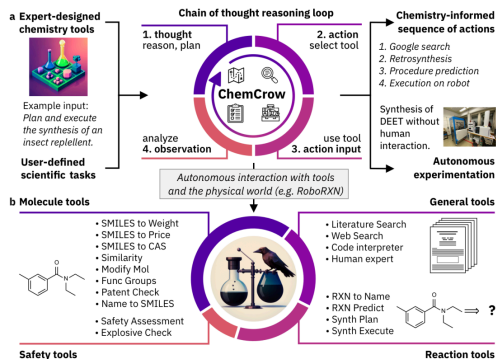 a
Expert-designed
chemistry tools
Example input:
Plan and execute
the synthesis of an
insect repellent.
User-defined
scientific tasks
Chain of thought reasoning loop
1. thought
reason, plan
2. action
select tool
ChemCrow
analyze
4. observation
use tool
3. action input
Chemistry-informed
sequence of actions
1. Google search
2. Retrosynthesis
3. Procedure prediction
4. Execution on robot
Synthesis of
DEET without
human
interaction.
Autonomous
experimentation
Autonomous interaction with tools
and the physical world (e.g. RoboRXN)
b Molecule tools
• SMILES to Weight
• SMILES to Price
• SMILES to CAS
• Similarity
• Modify Mol
• Func Groups
• Patent Check
• Name to SMILES
• Safety Assessment
• Explosive Check
O
N
Safety tools
General tools
• Literature Search
• Web Search
• Code interpreter
• Human expert
• RXN to Name
• RXN Predict
• Synth Plan
• Synth Execute
O
N
?
Reaction tools